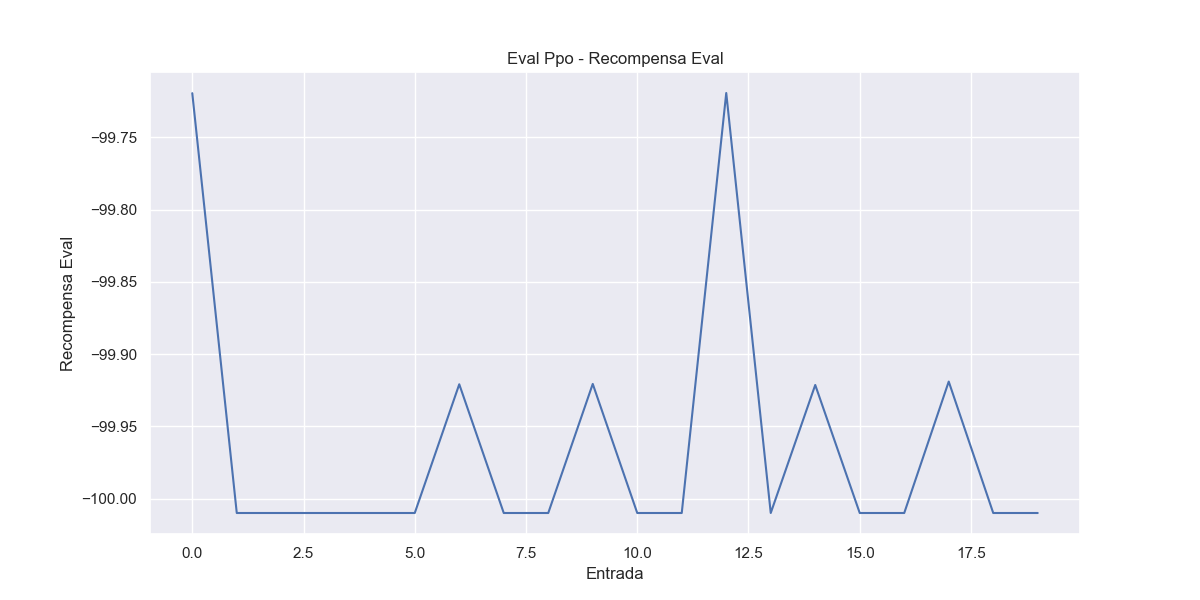 Eval Ppo - Recompensa Eval
−99.75
−99.80
−99.85
−99.90
−99.95
−100.00
Recompensa Eval
0.0 2.5 5.0 7.5 10.0 12.5 15.0 17.5
Entrada